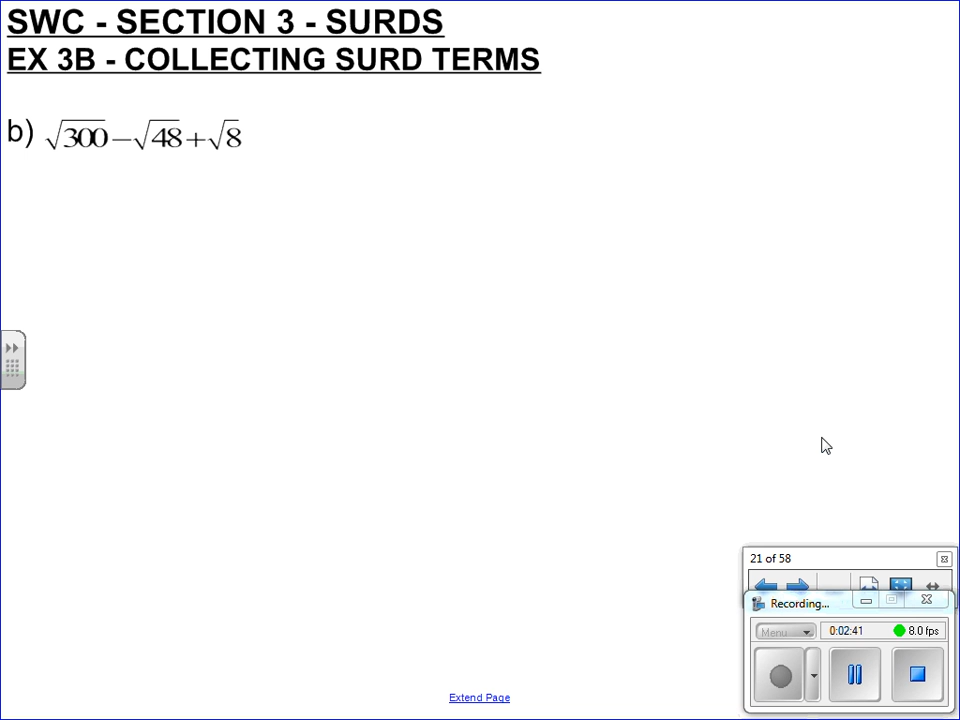 SWC - SECTION 3 - SURDS
EX 3B - COLLECTING SURD TERMS
b) √300 − √48 + √8
21 of 58
Recording...
Menu 0:02:41 8.0 fps
Extend Page